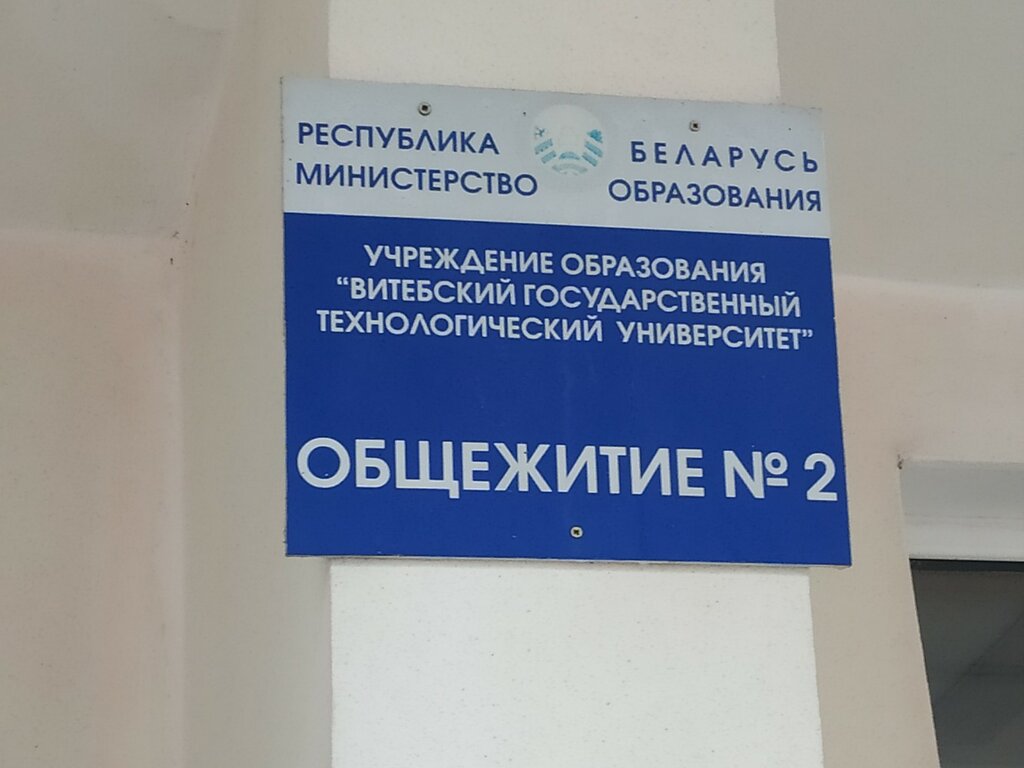 РЕСПУБЛИКА БЕЛАРУСЬ
МИНИСТЕРСТВО ОБРАЗОВАНИЯ
УЧРЕЖДЕНИЕ ОБРАЗОВАНИЯ
“ВИТЕБСКИЙ ГОСУДАРСТВЕННЫЙ
ТЕХНОЛОГИЧЕСКИЙ УНИВЕРСИТЕТ”
ОБЩЕЖИТИЕ № 2